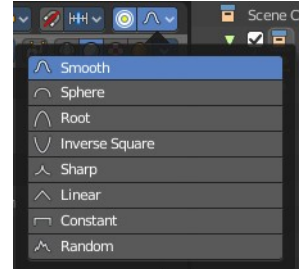 Scene C
Smooth
Sphere
Root
Inverse Square
Sharp
Linear
Constant
Random